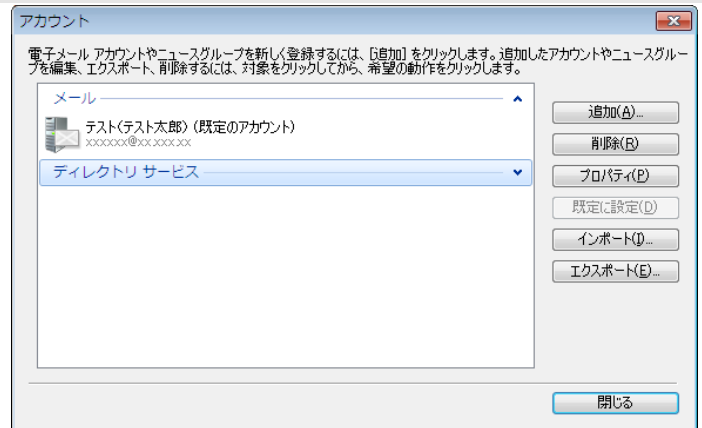 アカウント
電子メール アカウントやニュースグループを新しく登録するには、[追加] をクリックします。追加したアカウントやニュースグルー
プを編集、エクスポート、削除するには、対象をクリックしてから、希望の動作をクリックします。
メール
テスト(テスト太郎) (既定のアカウント)
xxxxxx@xx.xxx.xx
ディレクトリ サービス
追加(A)...
削除(R)
プロパティ(P)
既定に設定(D)
インポート(I)...
エクスポート(E)...
閉じる